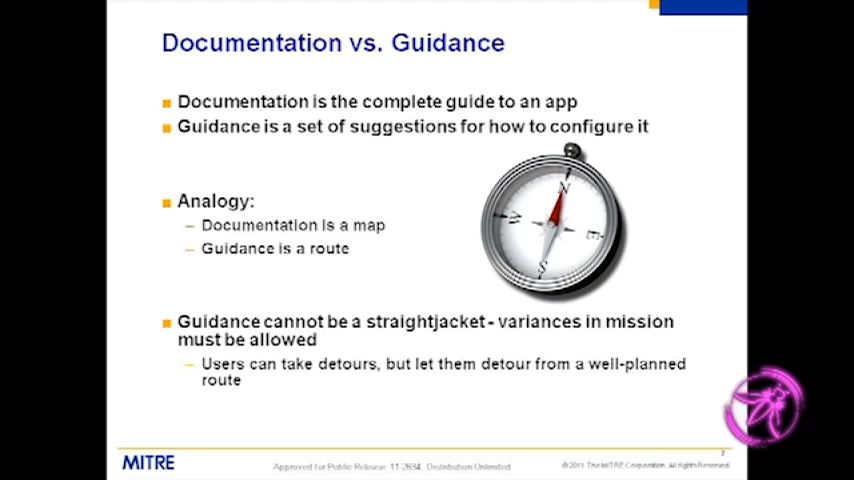 Documentation vs. Guidance
Documentation is the complete guide to an app
Guidance is a set of suggestions for how to configure it
N
W
E
S
Analogy:
– Documentation is a map
– Guidance is a route
Guidance cannot be a straightjacket - variances in mission
must be allowed
– Users can take detours, but let them detour from a well-planned
route
7
MITRE
Approved for Public Release: 11-2634. Distribution Unlimited
© 2011 The MITRE Corporation. All rights Reserved.